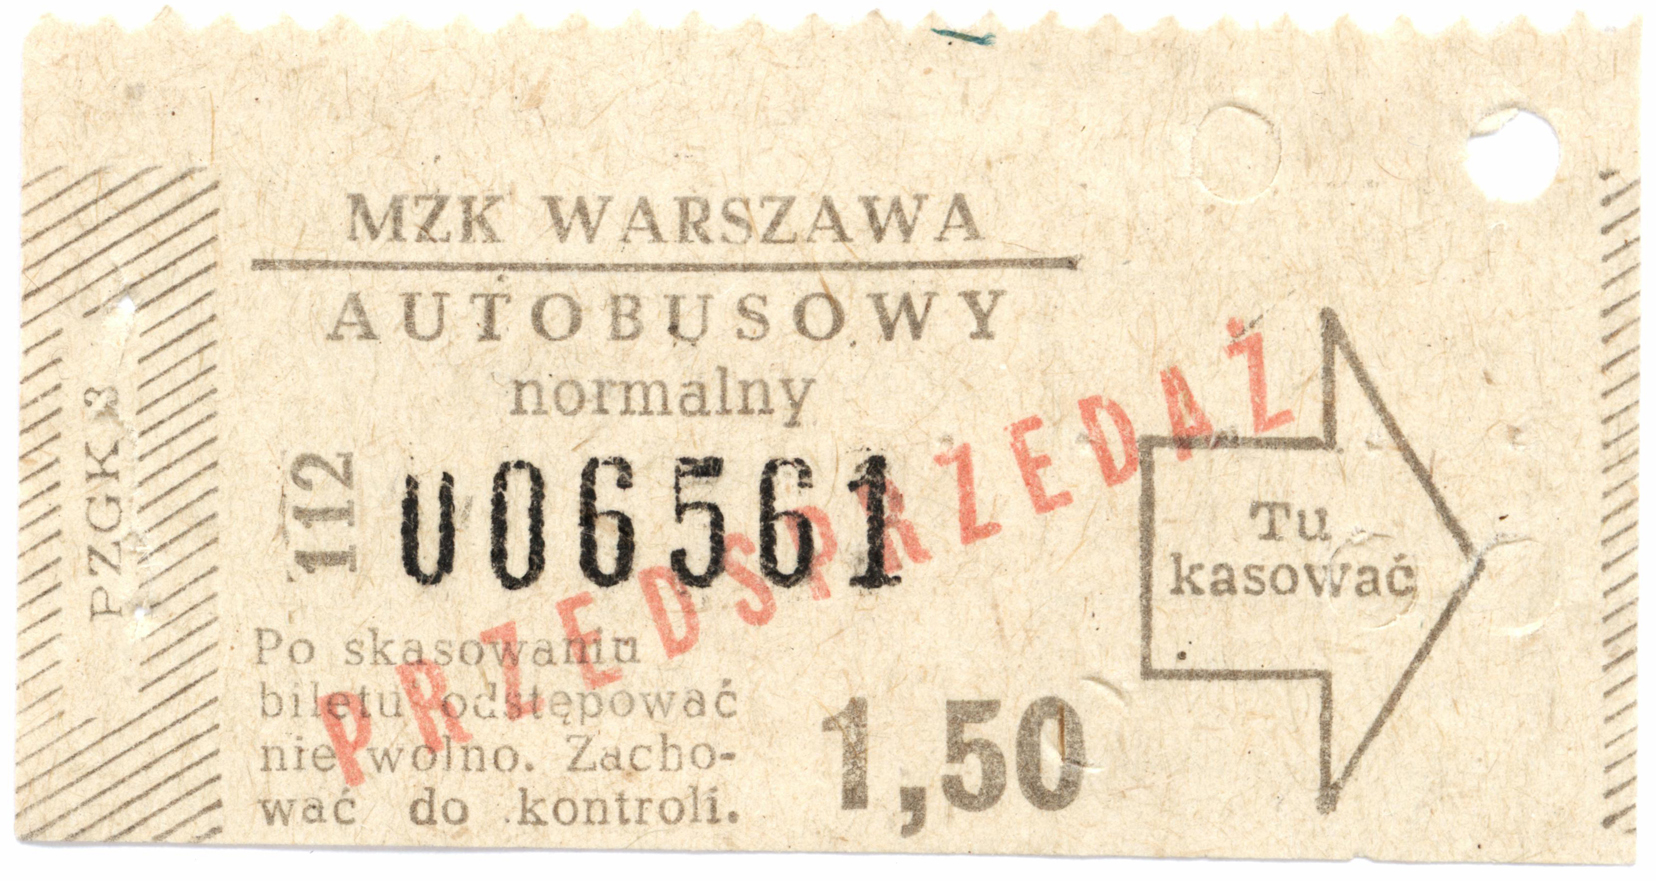 MZK WARSZAWA
AUTOBUSOWY
normalny
112
006561
PRZEDSPRZEDAŻ
Tu
kasować
Po skasowaniu
biletu odstępować
nie wolno. Zacho-
wać do kontroli.
1,50
PZGK 3